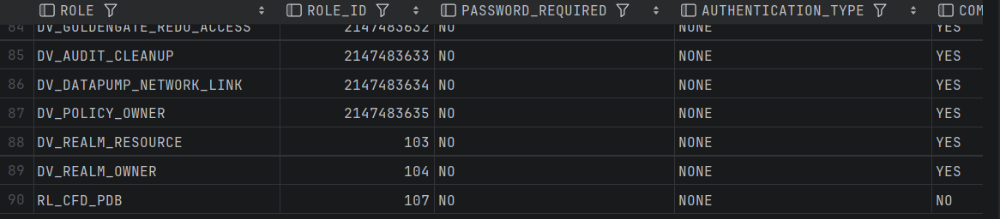 ROLE ROLE_ID PASSWORD_REQUIRED AUTHENTICATION_TYPE COM
84 DV_GOLDENGATE_REDO_ACCESS 2147483632 NO NONE YES
85 DV_AUDIT_CLEANUP 2147483633 NO NONE YES
86 DV_DATAPUMP_NETWORK_LINK 2147483634 NO NONE YES
87 DV_POLICY_OWNER 2147483635 NO NONE YES
88 DV_REALM_RESOURCE 103 NO NONE YES
89 DV_REALM_OWNER 104 NO NONE YES
90 RL_CFD_PDB 107 NO NONE NO